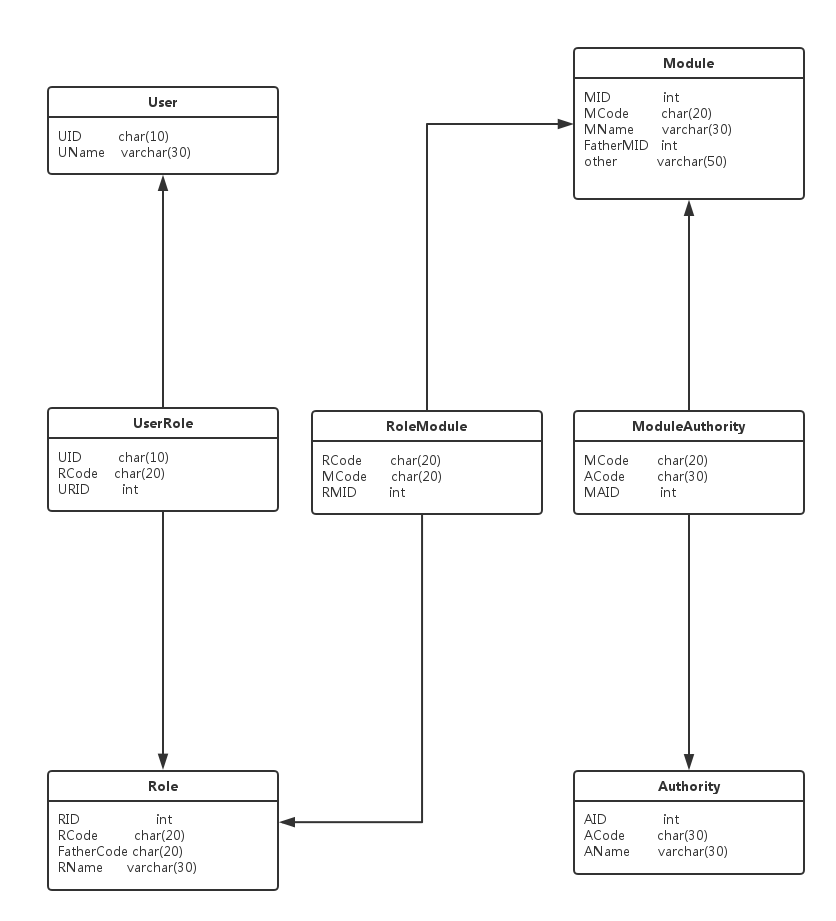 User
UID char(10)
UName varchar(30)
Module
MID int
MCode char(20)
MName varchar(30)
FatherMID int
other varchar(50)
UserRole
UID char(10)
RCode char(20)
URID int
RoleModule
RCode char(20)
MCode char(20)
RMID int
ModuleAuthority
MCode char(20)
ACode char(30)
MAID int
Role
RID int
RCode char(20)
FatherCode char(20)
RName varchar(30)
Authority
AID int
ACode char(30)
AName varchar(30)